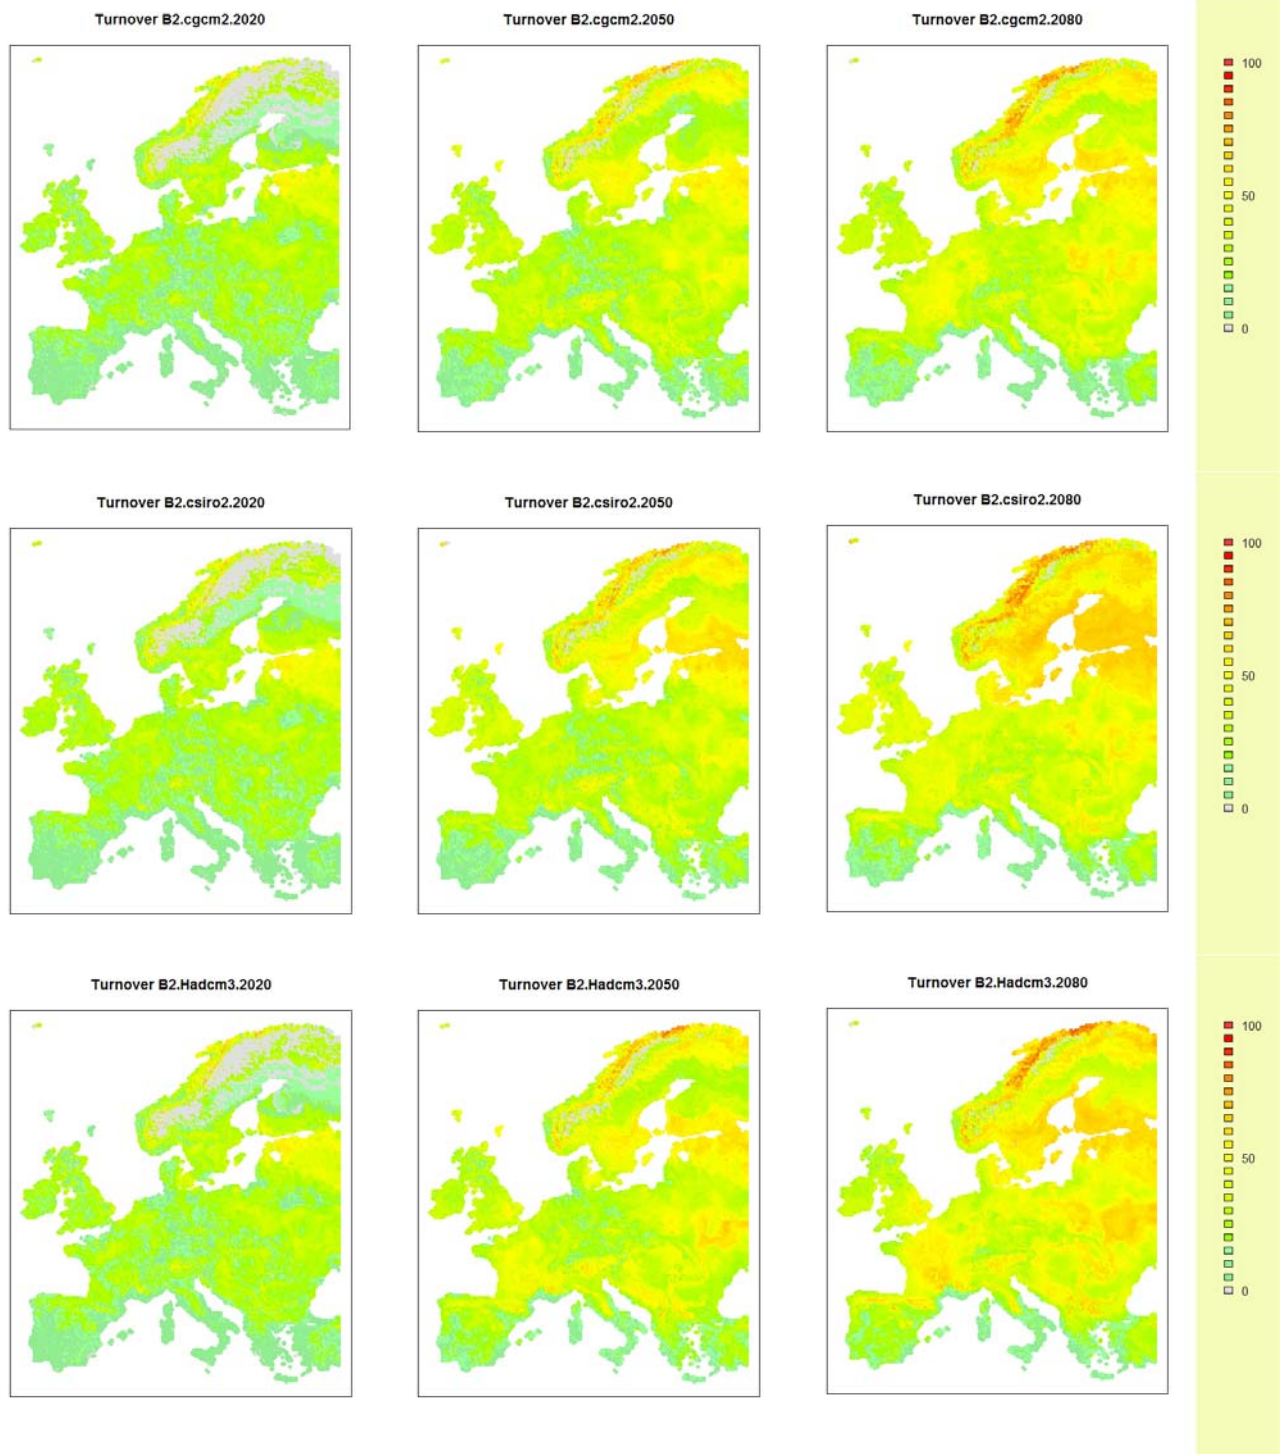 Turnover B2.cgcm2.2020
Turnover B2.cgcm2.2050
Turnover B2.cgcm2.2080
100
50
0
Turnover B2.csiro2.2020
Turnover B2.csiro2.2050
Turnover B2.csiro2.2080
100
50
0
Turnover B2.Hadcm3.2020
Turnover B2.Hadcm3.2050
Turnover B2.Hadcm3.2080
100
50
0